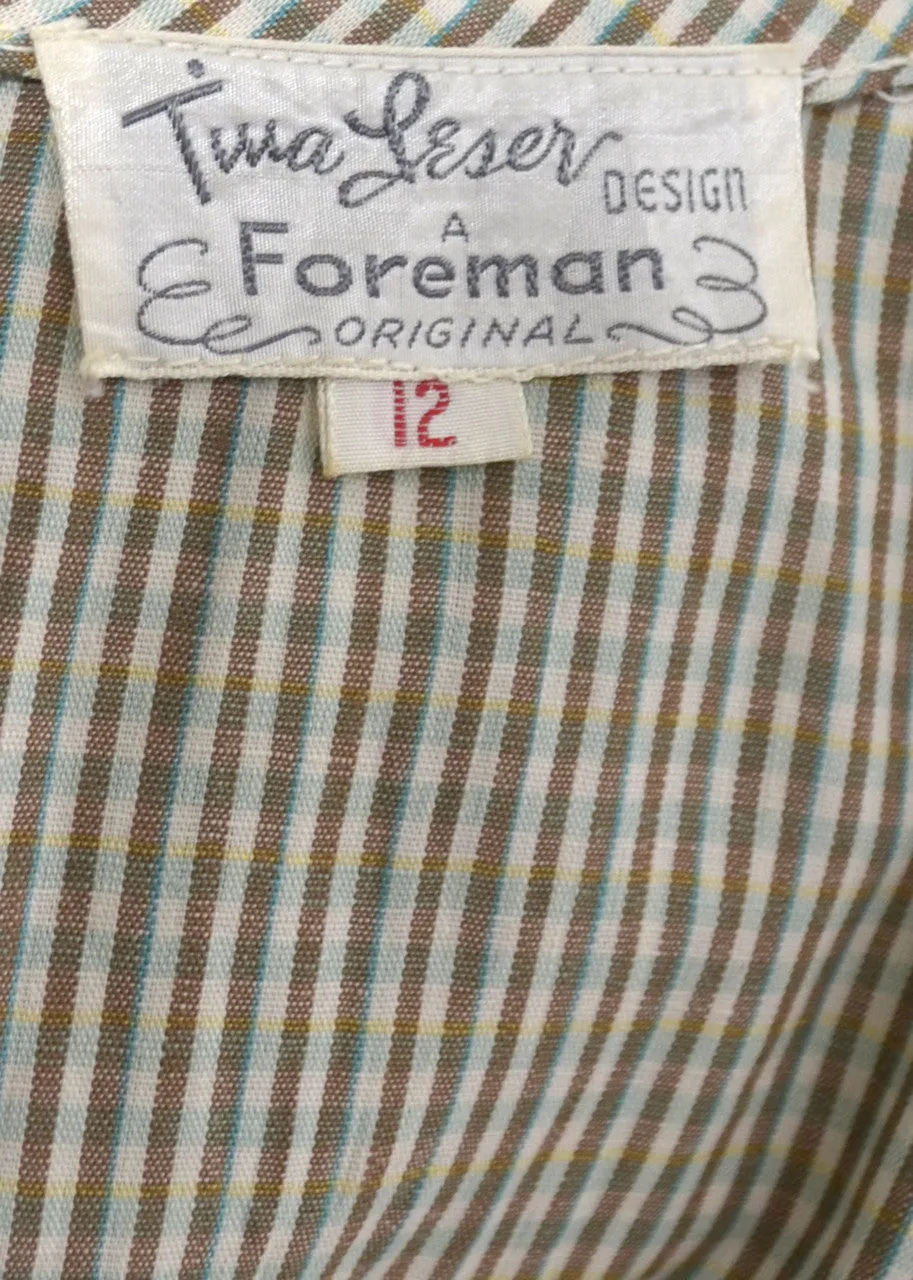 Tina Leser
DESIGN
A
Foreman
ORIGINAL
12